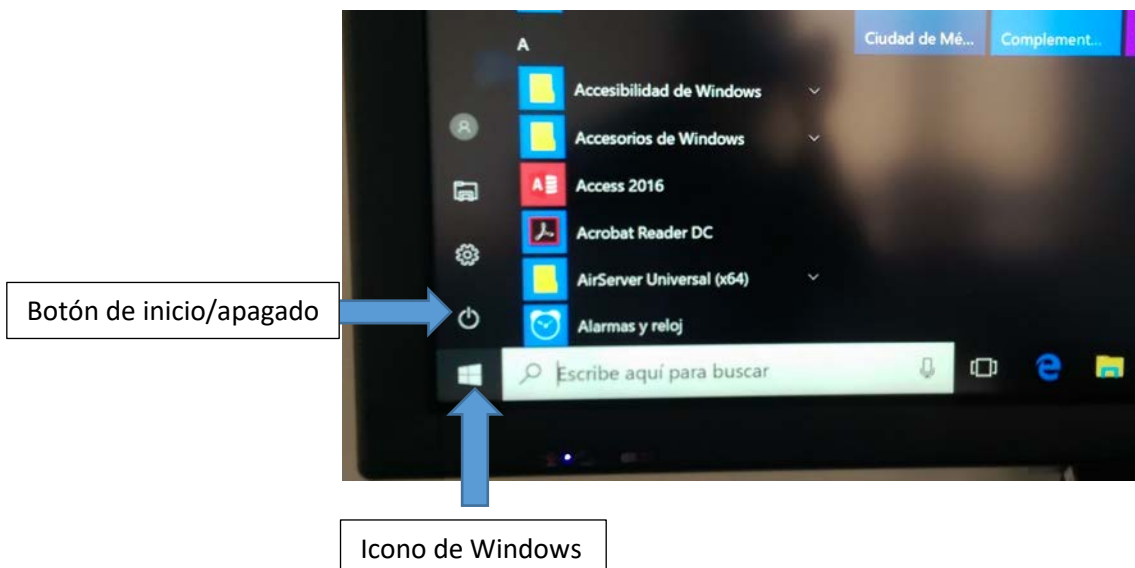 A
Ciudad de Mé...
Complement...
Accesibilidad de Windows
Accesorios de Windows
Access 2016
Acrobat Reader DC
AirServer Universal (x64)
Botón de inicio/apagado
Alarmas y reloj
Escribe aquí para buscar
Icono de Windows